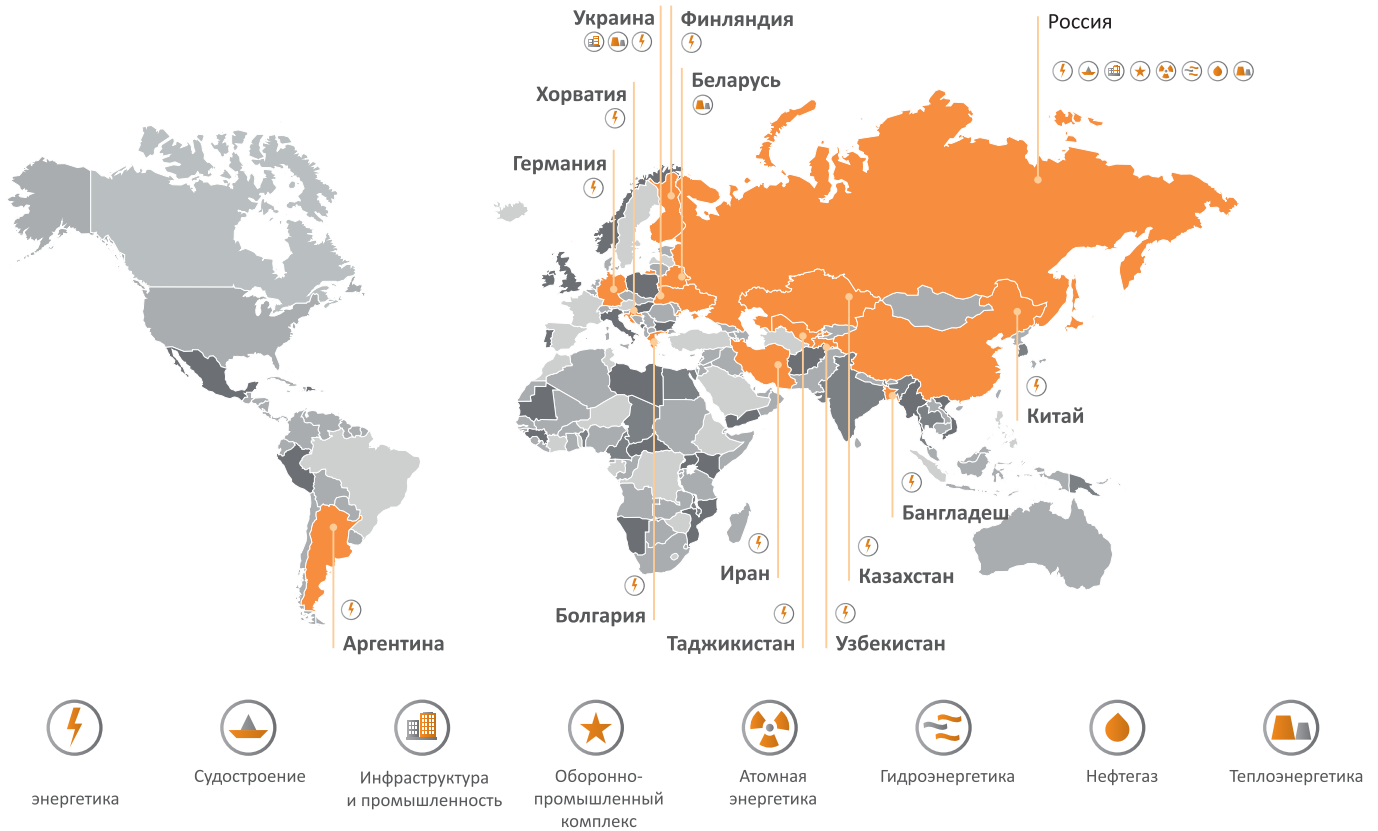 Украина
Финляндия
Россия
Беларусь
Хорватия
Германия
Китай
Бангладеш
Иран
Казахстан
Болгария
Таджикистан
Узбекистан
Аргентина
энергетика
Судостроение
Инфраструктура
и промышленность
Оборонно-
промышленный
комплекс
Атомная
энергетика
Гидроэнергетика
Нефтегаз
Теплоэнергетика